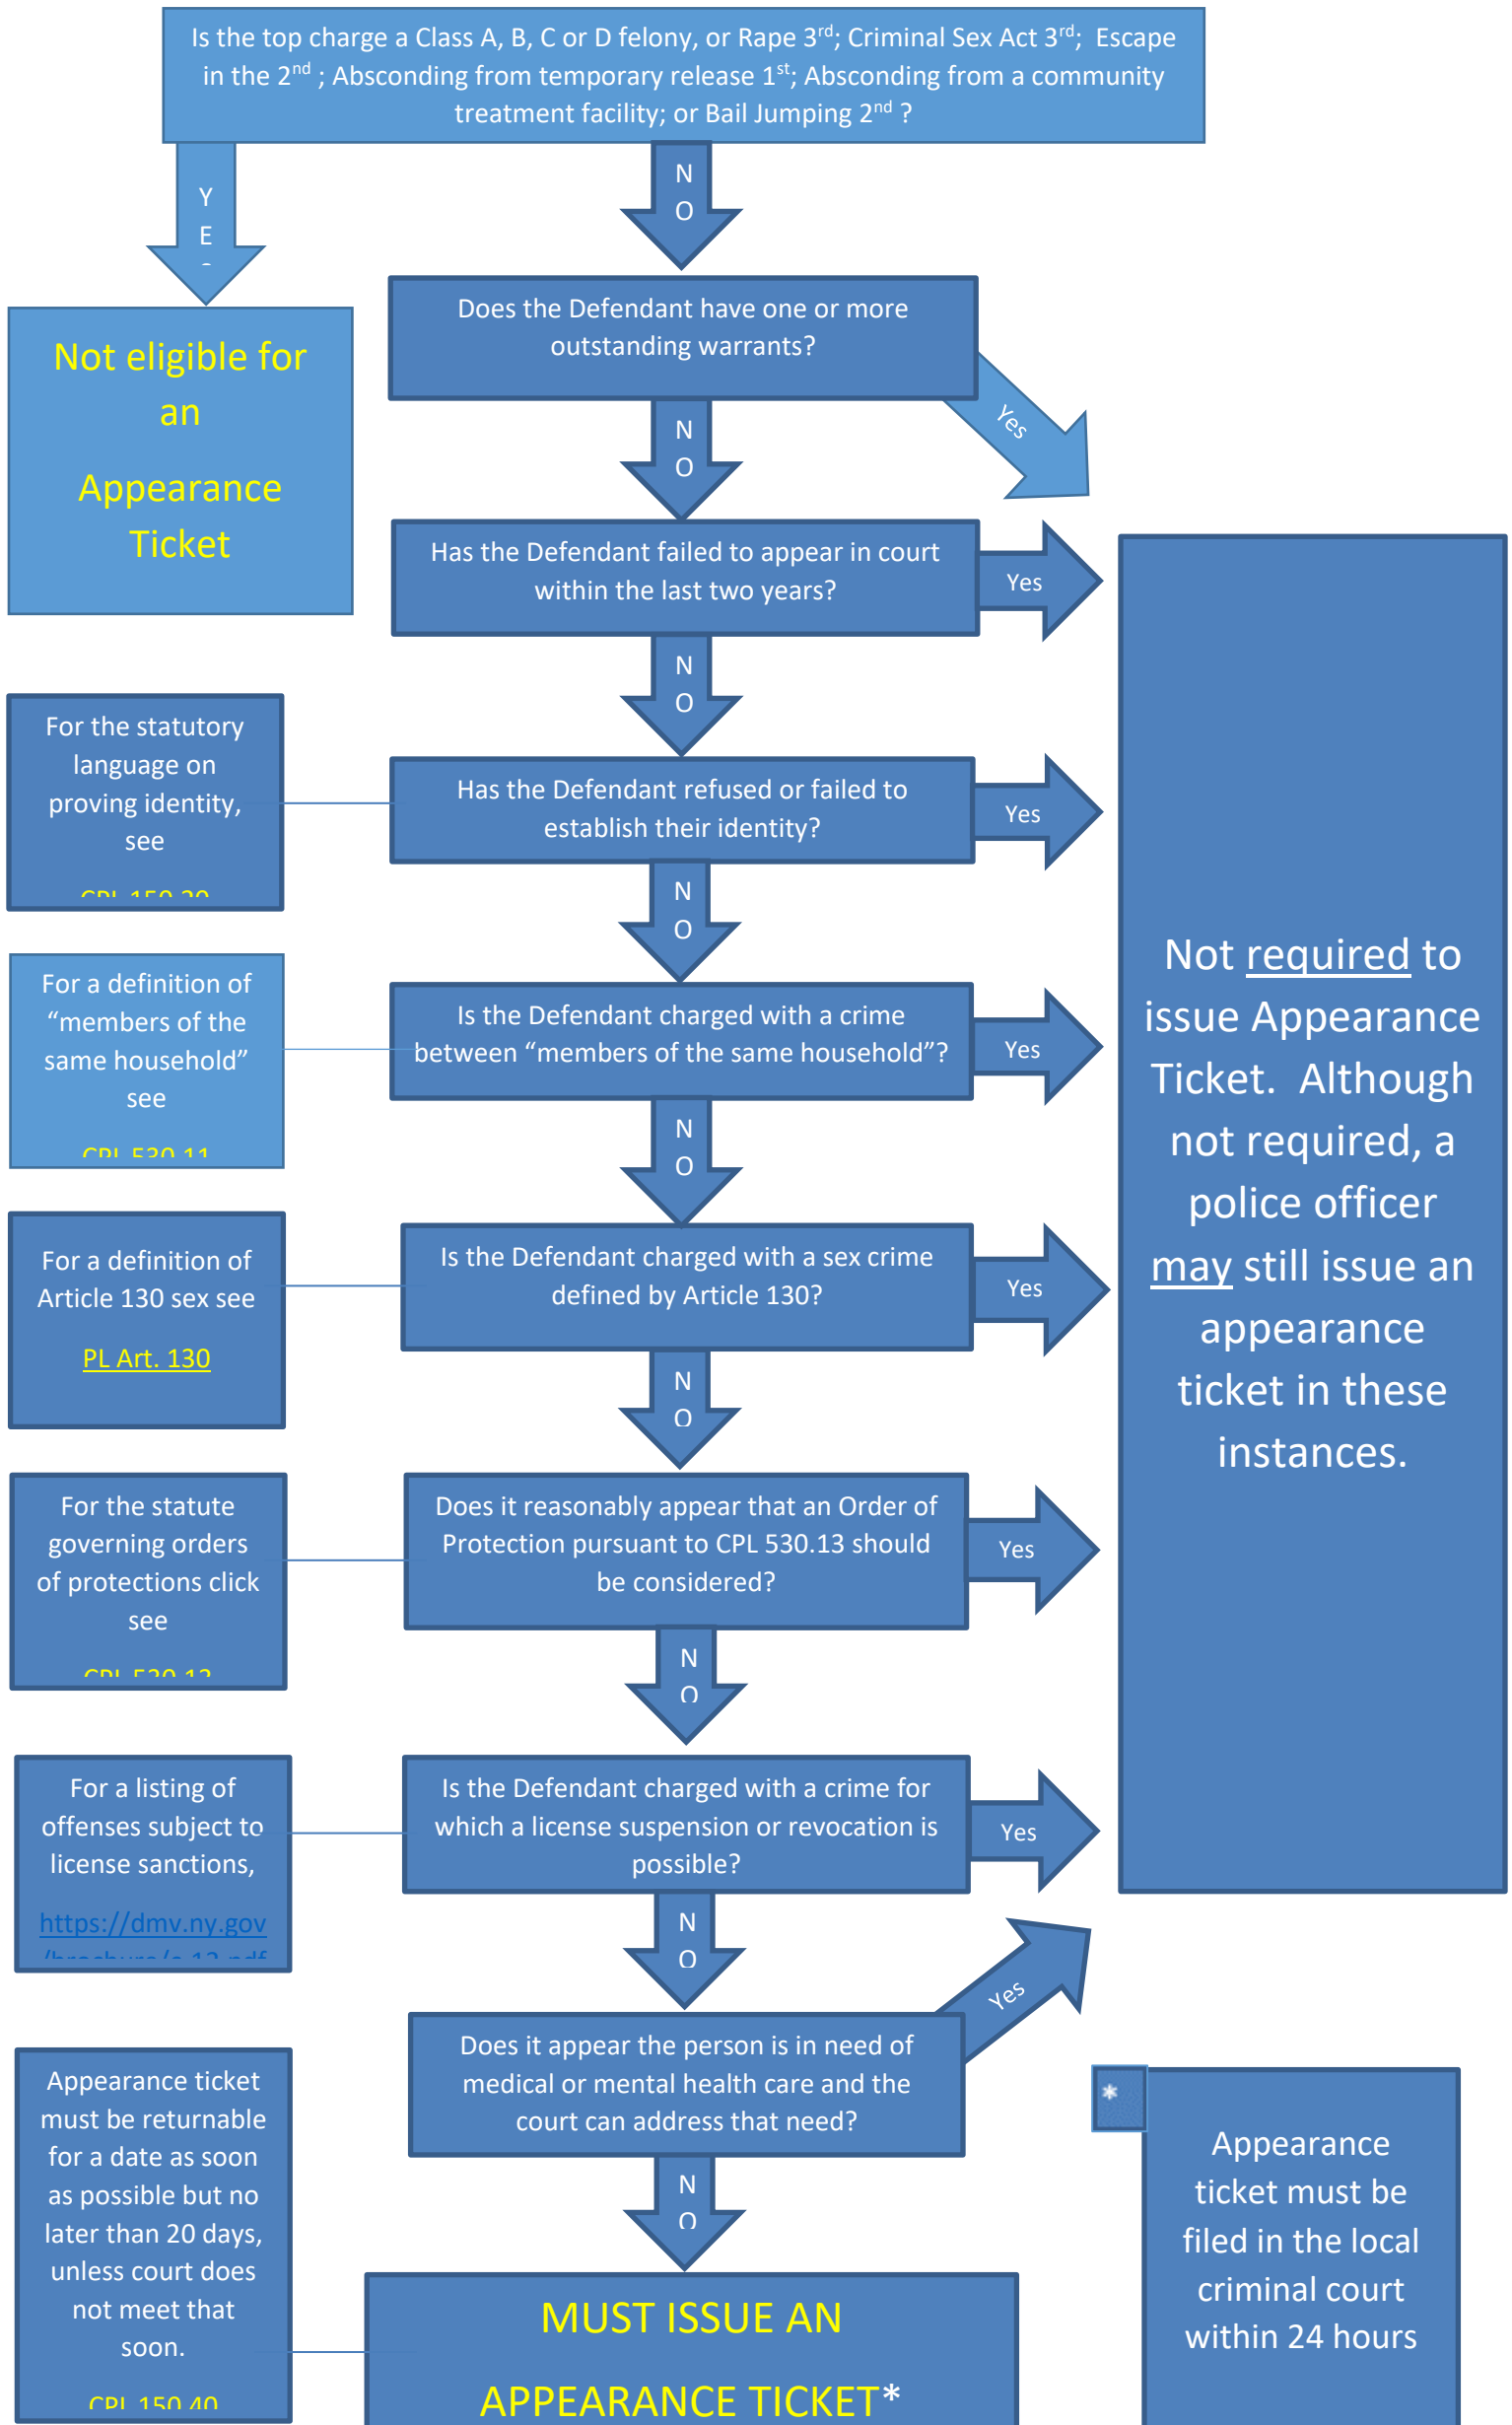 Is the top charge a Class A, B, C or D felony, or Rape 3rd; Criminal Sex Act 3rd; Escape
in the 2nd ; Absconding from temporary release 1st; Absconding from a community
treatment facility; or Bail Jumping 2nd ?
Y
E
N
O
Not eligible for
an
Appearance
Ticket
Does the Defendant have one or more
outstanding warrants?
Yes
N
O
Has the Defendant failed to appear in court
within the last two years?
Yes
N
O
For the statutory
language on
proving identity,
see
CPL 150.20
Has the Defendant refused or failed to
establish their identity?
Yes
N
O
For a definition of
“members of the
same household”
see
CPL 530.11
Is the Defendant charged with a crime
between “members of the same household”?
Yes
N
O
For a definition of
Article 130 sex see
PL Art. 130
Is the Defendant charged with a sex crime
defined by Article 130?
Yes
N
O
For the statute
governing orders
of protections click
see
CPL 530.13
Does it reasonably appear that an Order of
Protection pursuant to CPL 530.13 should
be considered?
Yes
N
O
For a listing of
offenses subject to
license sanctions,
https://dmv.ny.gov
Is the Defendant charged with a crime for
which a license suspension or revocation is
possible?
Yes
N
O
Not required to
issue Appearance
Ticket. Although
not required, a
police officer
may still issue an
appearance
ticket in these
instances.
Does it appear the person is in need of
medical or mental health care and the
court can address that need?
Yes
N
O
Appearance ticket
must be returnable
for a date as soon
as possible but no
later than 20 days,
unless court does
not meet that
soon.
CPL 150.40
MUST ISSUE AN
APPEARANCE TICKET*
*
Appearance
ticket must be
filed in the local
criminal court
within 24 hours